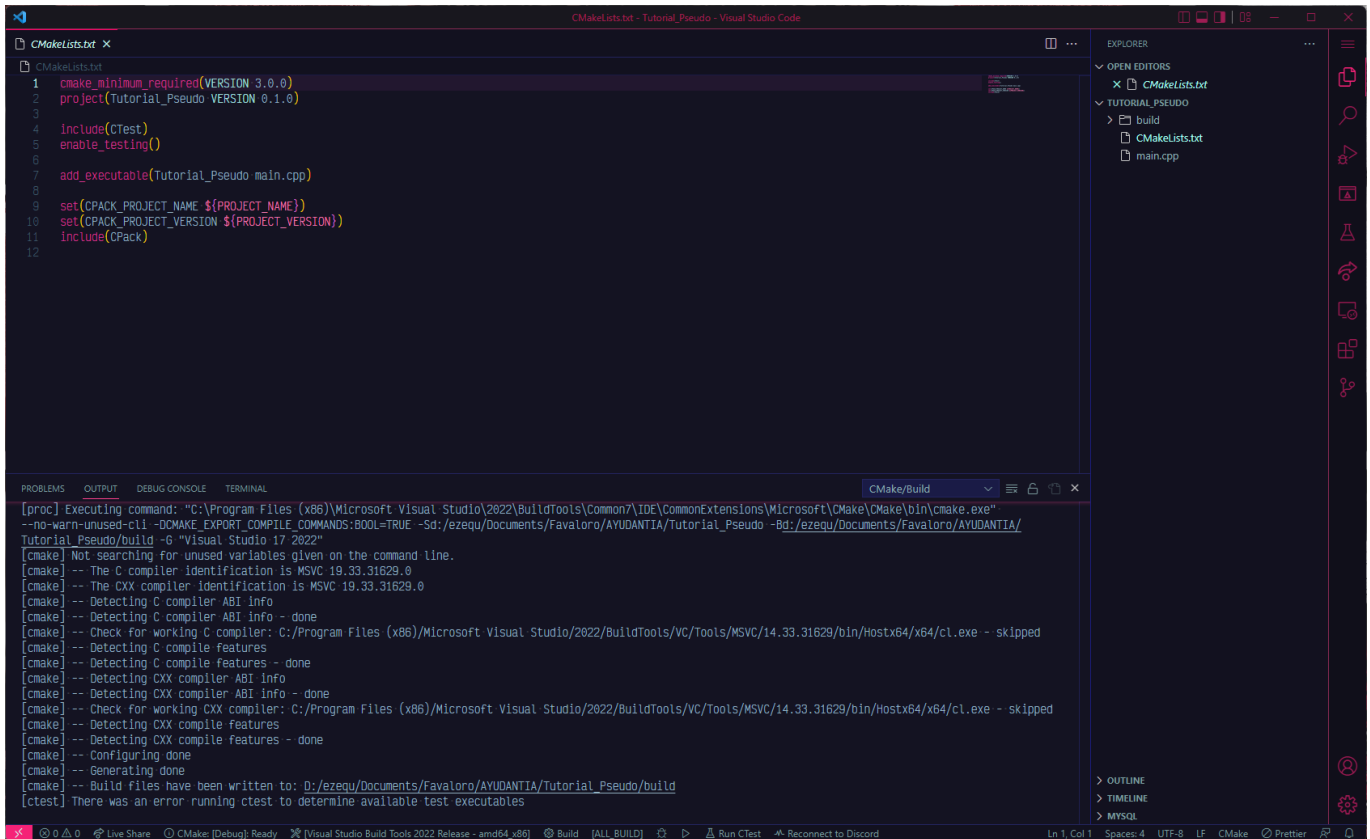 CMakeLists.txt - Tutorial_Pseudo - Visual Studio Code
CMakeLists.txt
CMakeLists.txt
1 cmake_minimum_required(VERSION 3.0.0)
2 project(Tutorial_Pseudo VERSION 0.1.0)
3
4 include(CTest)
5 enable_testing()
6
7 add_executable(Tutorial_Pseudo main.cpp)
8
9 set(CPACK_PROJECT_NAME ${PROJECT_NAME})
10 set(CPACK_PROJECT_VERSION ${PROJECT_VERSION})
11 include(CPack)
12
EXPLORER
OPEN EDITORS
CMakeLists.txt
TUTORIAL_PSEUDO
build
CMakeLists.txt
main.cpp
PROBLEMS OUTPUT DEBUG CONSOLE TERMINAL CMake/Build
[proc] Executing command: "C:\Program Files (x86)\Microsoft Visual Studio\2022\BuildTools\Common7\IDE\CommonExtensions\Microsoft\CMake\CMake\bin\cmake.exe"
--no-warn-unused-cli -DCMAKE_EXPORT_COMPILE_COMMANDS:BOOL=TRUE -Sd:/ezequ/Documents/Favaloro/AYUDANTIA/Tutorial_Pseudo -Bd:/ezequ/Documents/Favaloro/AYUDANTIA/
Tutorial_Pseudo/build -G "Visual Studio 17 2022"
[cmake] Not searching for unused variables given on the command line.
[cmake] -- The C compiler identification is MSVC 19.33.31629.0
[cmake] -- The CXX compiler identification is MSVC 19.33.31629.0
[cmake] -- Detecting C compiler ABI info
[cmake] -- Detecting C compiler ABI info - done
[cmake] -- Check for working C compiler: C:/Program Files (x86)/Microsoft Visual Studio/2022/BuildTools/VC/Tools/MSVC/14.33.31629/bin/Hostx64/x64/cl.exe - skipped
[cmake] -- Detecting C compile features
[cmake] -- Detecting C compile features - done
[cmake] -- Detecting CXX compiler ABI info
[cmake] -- Detecting CXX compiler ABI info - done
[cmake] -- Check for working CXX compiler: C:/Program Files (x86)/Microsoft Visual Studio/2022/BuildTools/VC/Tools/MSVC/14.33.31629/bin/Hostx64/x64/cl.exe - skipped
[cmake] -- Detecting CXX compile features
[cmake] -- Detecting CXX compile features - done
[cmake] -- Configuring done
[cmake] -- Generating done
[cmake] -- Build files have been written to: D:/ezequ/Documents/Favaloro/AYUDANTIA/Tutorial_Pseudo/build
[ctest] There was an error running ctest to determine available test executables
OUTLINE
TIMELINE
MYSQL
0 0 Live Share CMake: [Debug]: Ready [Visual Studio Build Tools 2022 Release - amd64_x86] Build [ALL_BUILD] Run CTest Reconnect to Discord Ln 1, Col 1 Spaces: 4 UTF-8 LF CMake Prettier